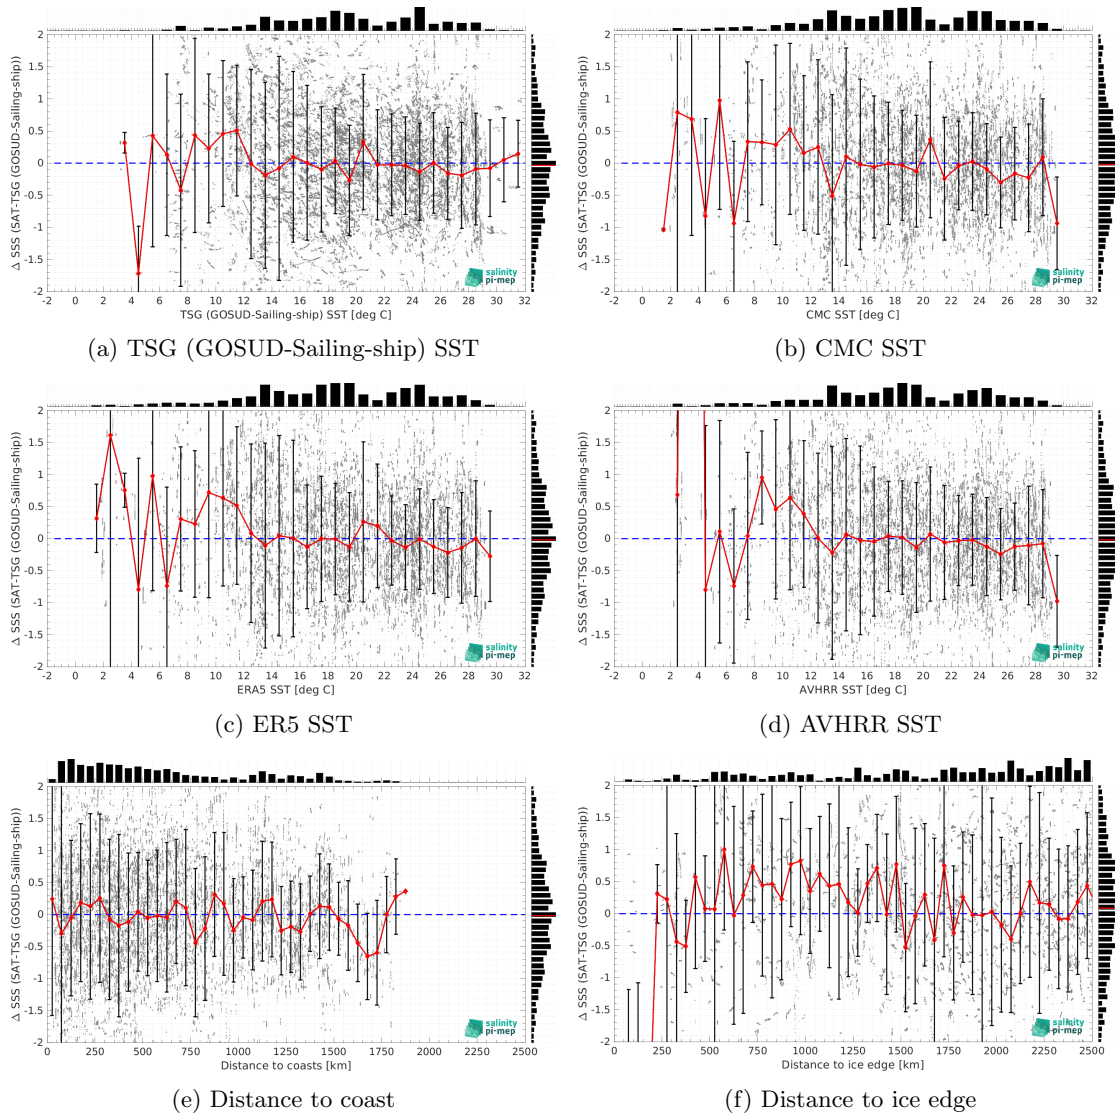 2
1.5
1
0.5
0
-0.5
-1
-1.5
-2
Δ SSS (SAT-TSG (GOSUD-Sailing-ship))
salinity
pi-mep
-2 0 2 4 6 8 10 12 14 16 18 20 22 24 26 28 30 32
TSG (GOSUD-Sailing-ship) SST [deg C]
(a) TSG (GOSUD-Sailing-ship) SST
2
1.5
1
0.5
0
-0.5
-1
-1.5
-2
Δ SSS (SAT-TSG (GOSUD-Sailing-ship))
salinity
pi-mep
-2 0 2 4 6 8 10 12 14 16 18 20 22 24 26 28 30 32
CMC SST [deg C]
(b) CMC SST
2
1.5
1
0.5
0
-0.5
-1
-1.5
-2
Δ SSS (SAT-TSG (GOSUD-Sailing-ship))
salinity
pi-mep
-2 0 2 4 6 8 10 12 14 16 18 20 22 24 26 28 30 32
ERA5 SST [deg C]
(c) ER5 SST
2
1.5
1
0.5
0
-0.5
-1
-1.5
-2
Δ SSS (SAT-TSG (GOSUD-Sailing-ship))
salinity
pi-mep
-2 0 2 4 6 8 10 12 14 16 18 20 22 24 26 28 30 32
AVHRR SST [deg C]
(d) AVHRR SST
2
1.5
1
0.5
0
-0.5
-1
-1.5
-2
Δ SSS (SAT-TSG (GOSUD-Sailing-ship))
salinity
pi-mep
0 250 500 750 1000 1250 1500 1750 2000 2250 2500
Distance to coasts [km]
(e) Distance to coast
2
1.5
1
0.5
0
-0.5
-1
-1.5
-2
Δ SSS (SAT-TSG (GOSUD-Sailing-ship))
salinity
pi-mep
0 250 500 750 1000 1250 1500 1750 2000 2250 2500
Distance to ice edge [km]
(f) Distance to ice edge